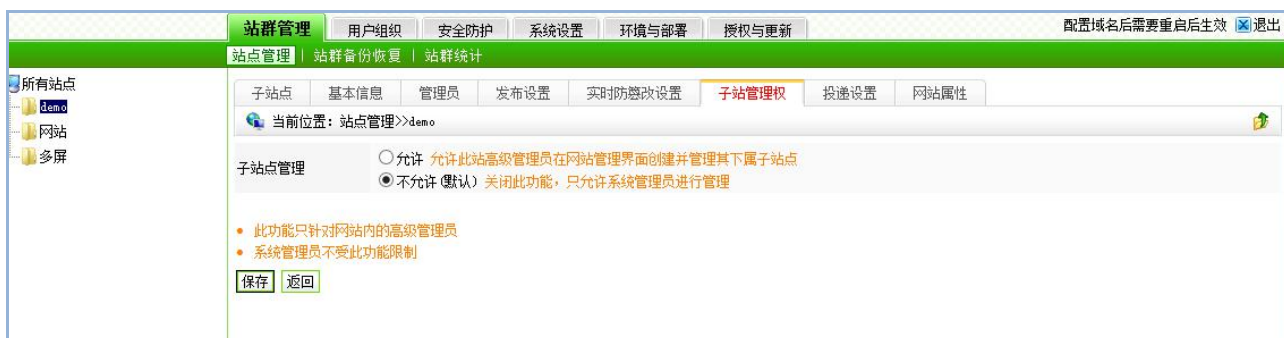 站群管理 用户组织 安全防护 系统设置 环境与部署 授权与更新 配置域名后需要重启后生效 退出
站点管理 | 站群备份恢复 | 站群统计
所有站点
demo
网站
多屏
子站点 基本信息 管理员 发布设置 实时防篡改设置 子站管理权 投递设置 网站属性
当前位置：站点管理>>demo
子站点管理
允许 允许此站高级管理员在网站管理界面创建并管理其下属子站点
不允许(默认) 关闭此功能，只允许系统管理员进行管理
• 此功能只针对网站内的高级管理员
• 系统管理员不受此功能限制
保存 返回